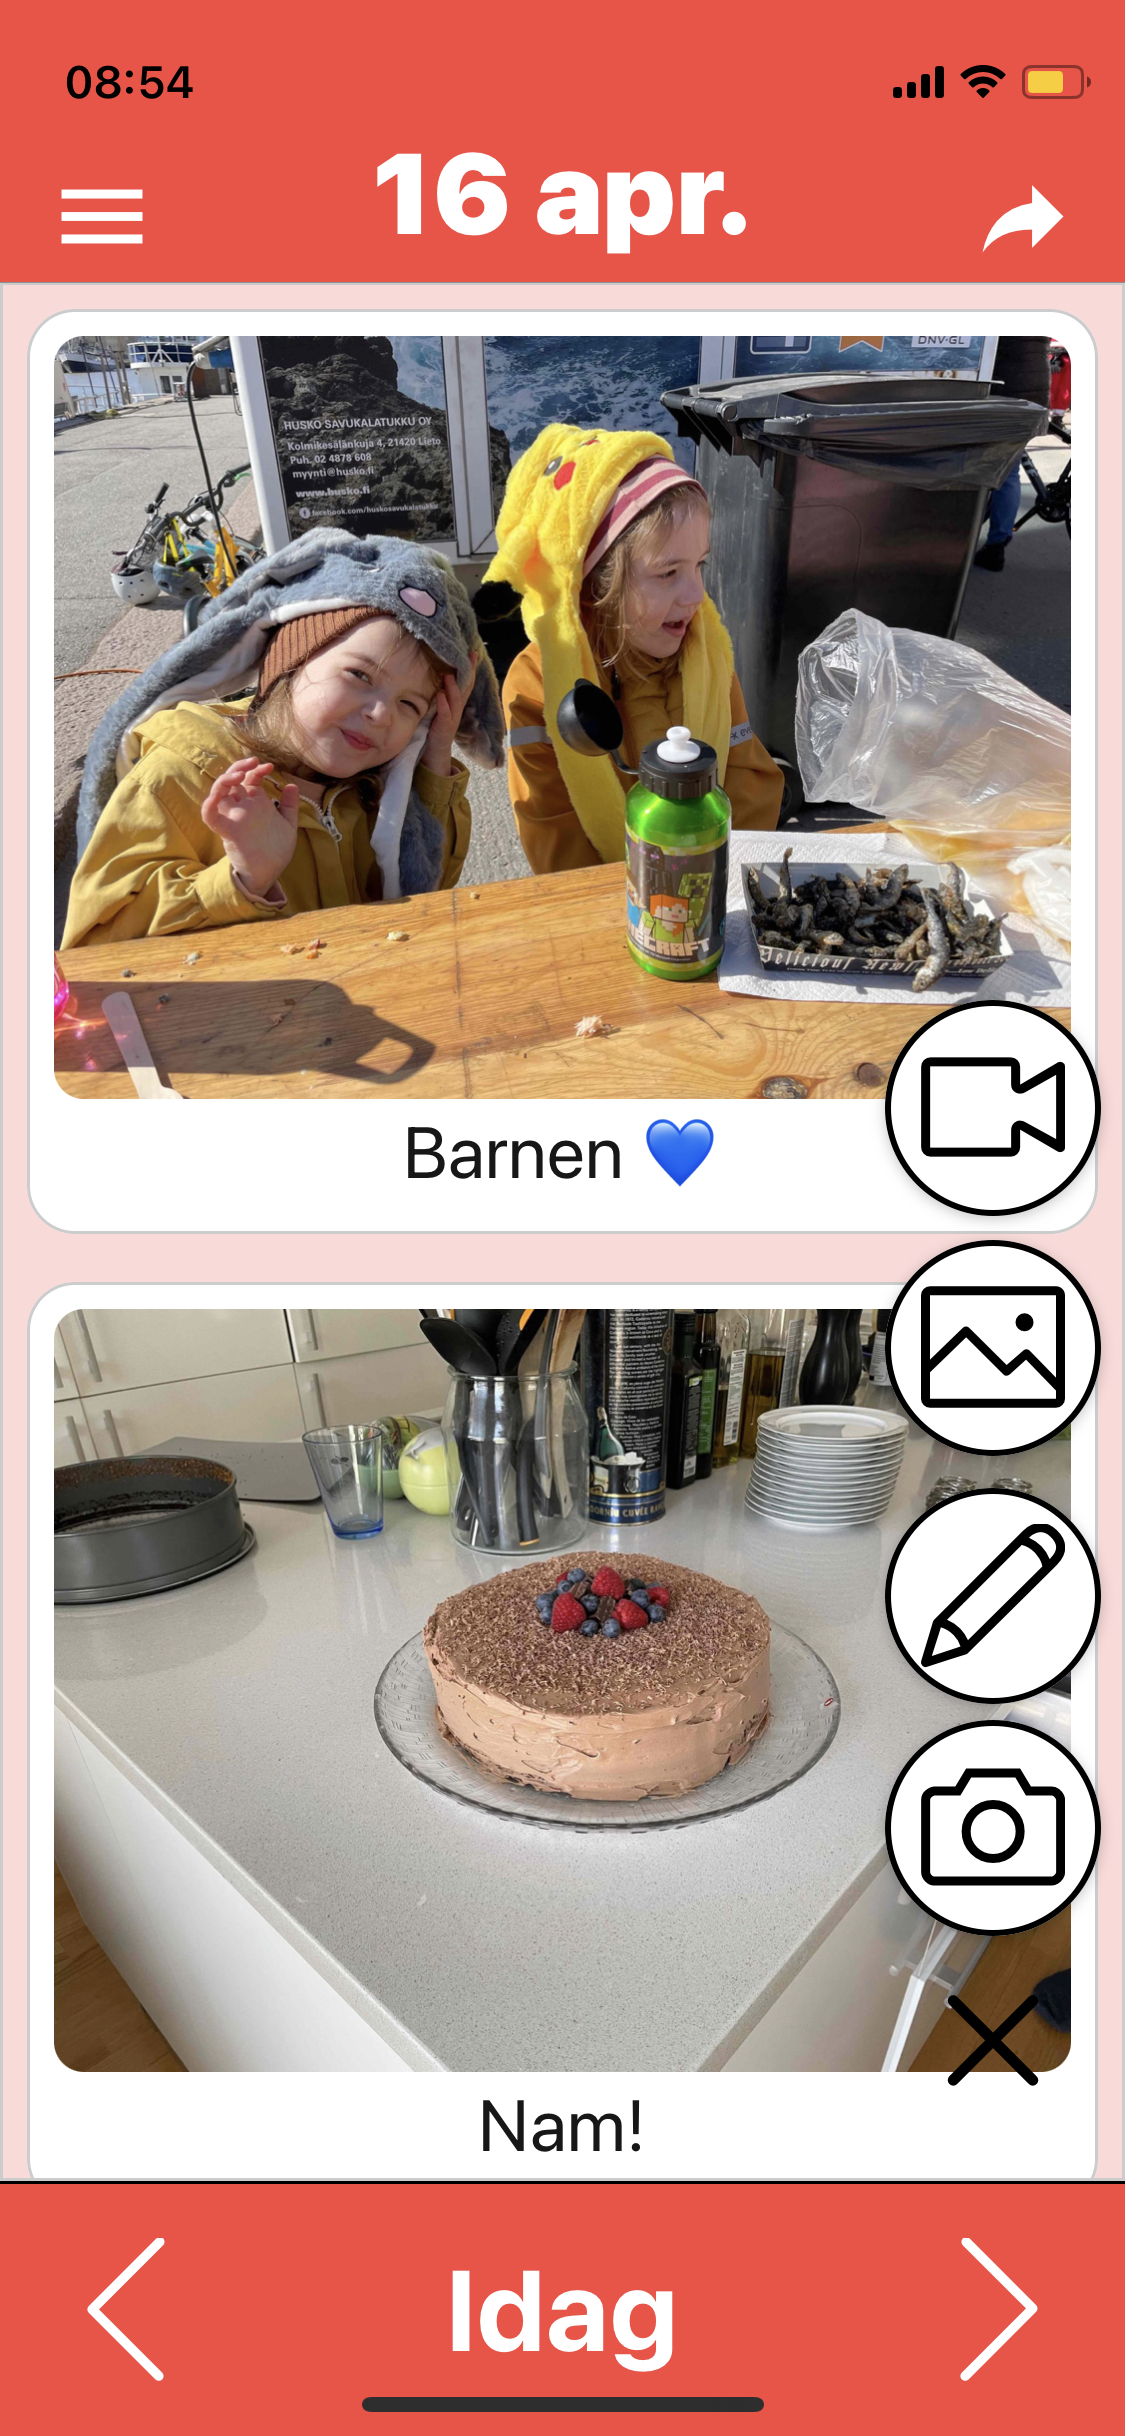 08:54
16 apr.
DNV·GL
HUSKO SAVUKALATUKKU OY
Kolmikesälänkuja 4, 21420 Lieto
Puh. 02 4878 608
myynti@husko.fi
www.husko.fi
facebook.com/huskosavukalatukku
MINECRAFT
Delicious
Barnen 💙
Nam!
Idag